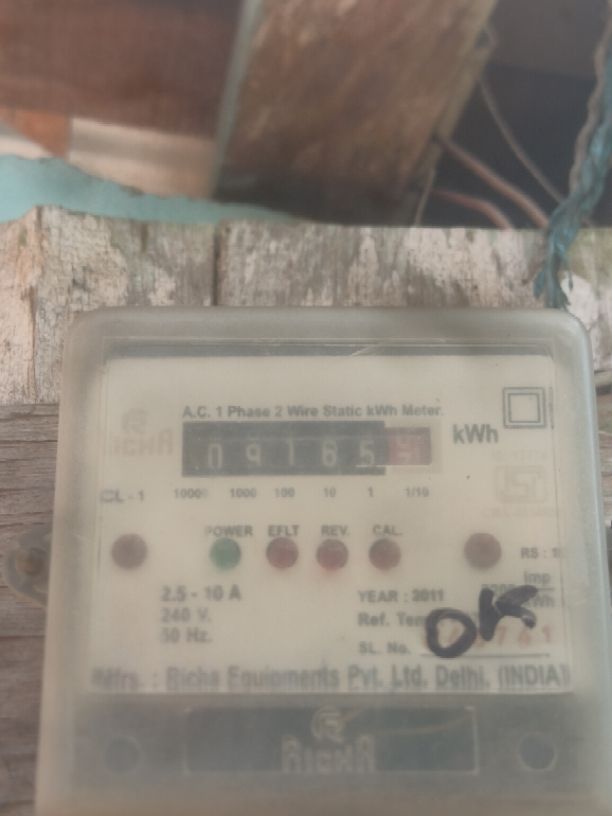 A.C. 1 Phase 2 Wire Static kWh Meter.
09165
kWh
CL-1
10000 1000 100 10 1 1/10
POWER EFLT REV. CAL.
RS :
2.5 - 10 A
240 V.
50 Hz.
YEAR : 2011
imp
Ref.
SL. No.
OK
Mfrs. : Richa Equipments Pvt. Ltd. Delhi. (INDIA)
RICHA